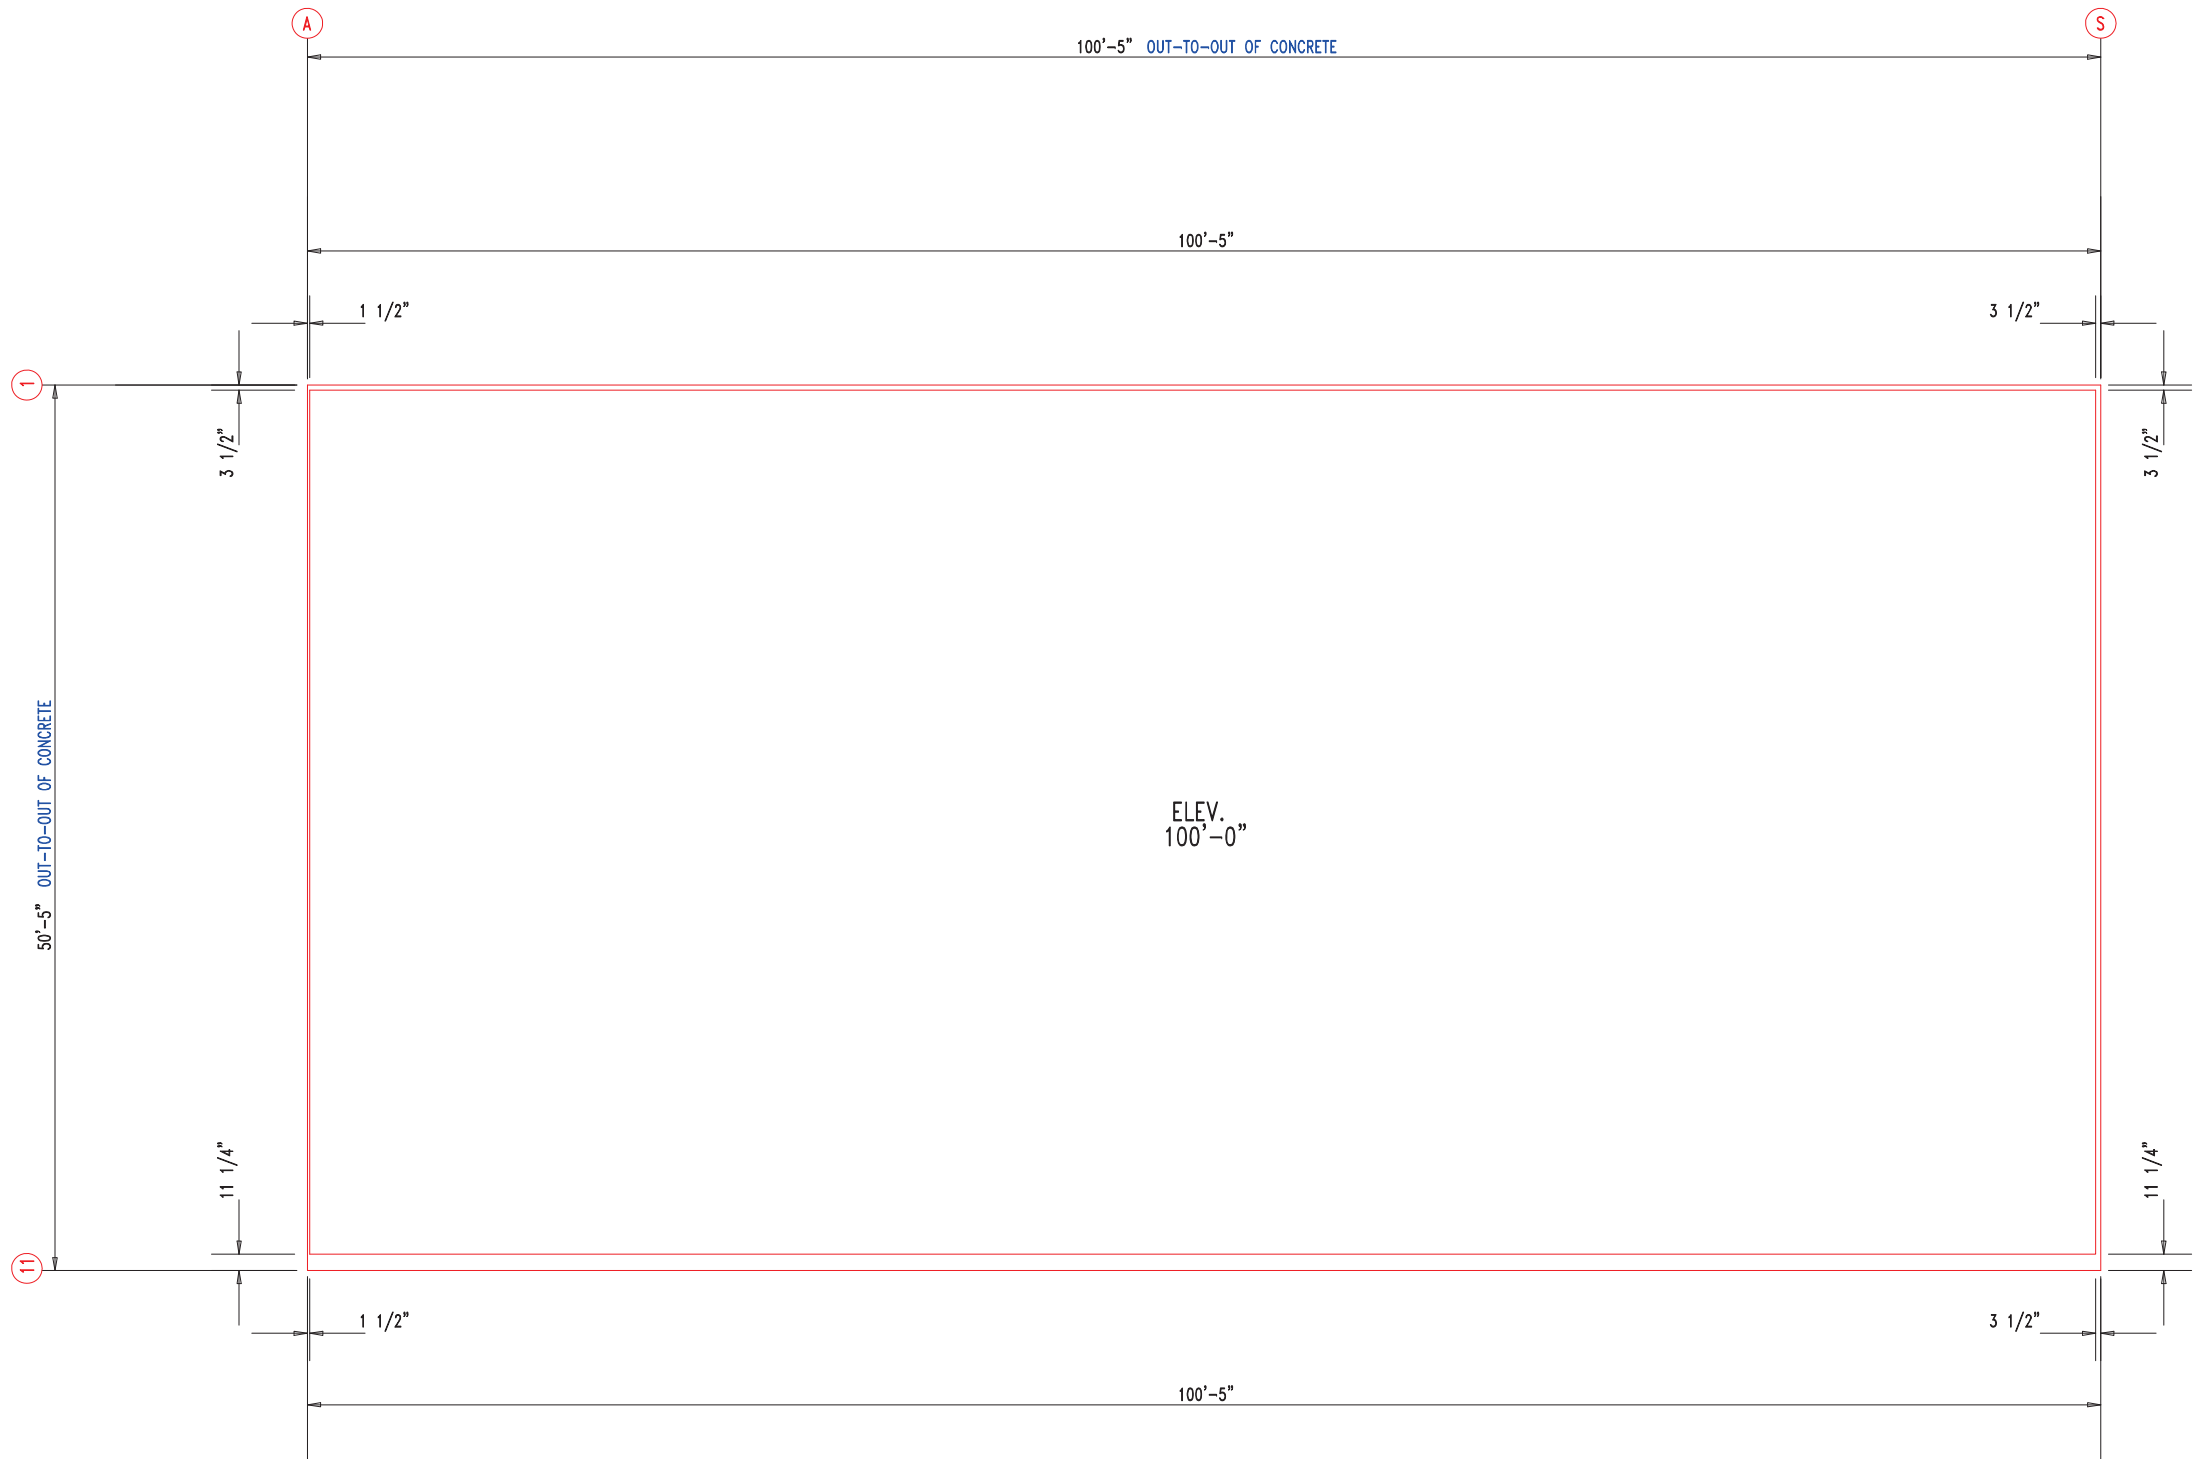 A
S
100'-5" OUT-TO-OUT OF CONCRETE
100'-5"
1 1/2"
3 1/2"
1
3 1/2"
3 1/2"
50'-5" OUT-TO-OUT OF CONCRETE
ELEV.
100'-0"
11 1/4"
11 1/4"
11
1 1/2"
3 1/2"
100'-5"